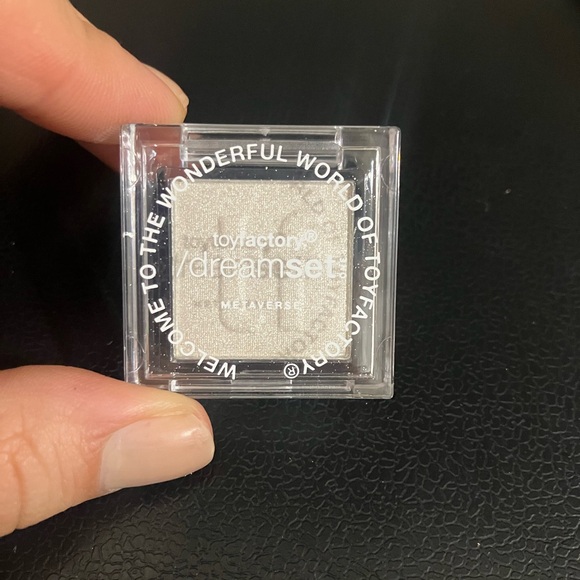 WELCOME TO THE WONDERFUL WORLD OF TOYFACTORY®
toyfactory®
/dreamset
METAVERSE